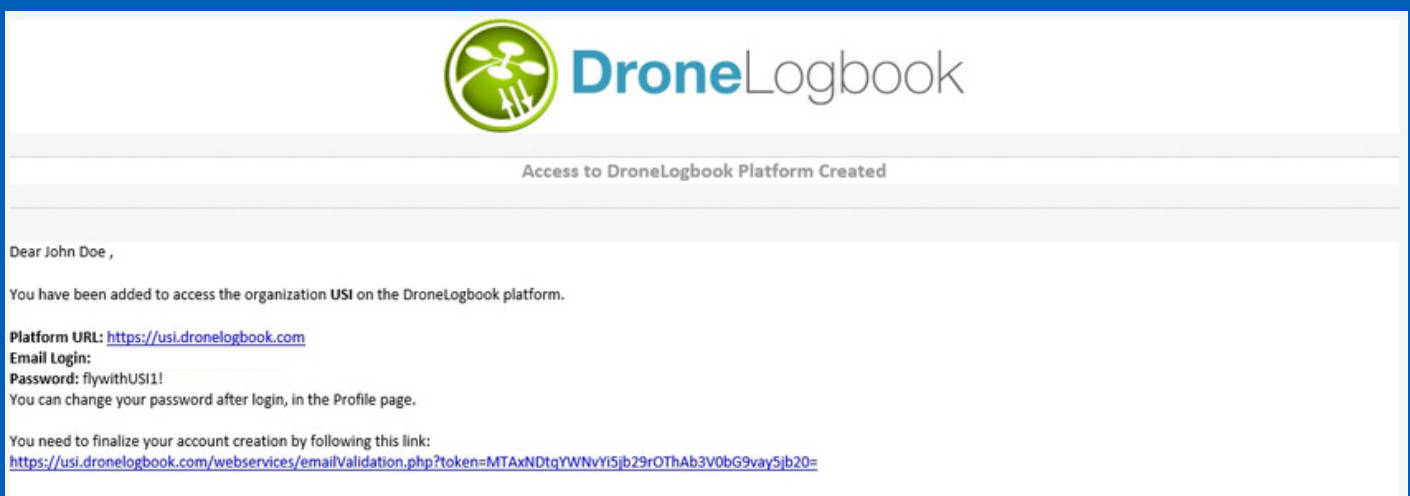 DroneLogbook
Access to DroneLogbook Platform Created
Dear John Doe ,
You have been added to access the organization USI on the DroneLogbook platform.
Platform URL: https://usi.dronelogbook.com
Email Login:
Password: flywithUSI1!
You can change your password after login, in the Profile page.
You need to finalize your account creation by following this link:
https://usi.dronelogbook.com/webservices/emailValidation.php?token=MTAxNDtqYWNvYi5jb29rOThAb3V0bG9vay5jb20=